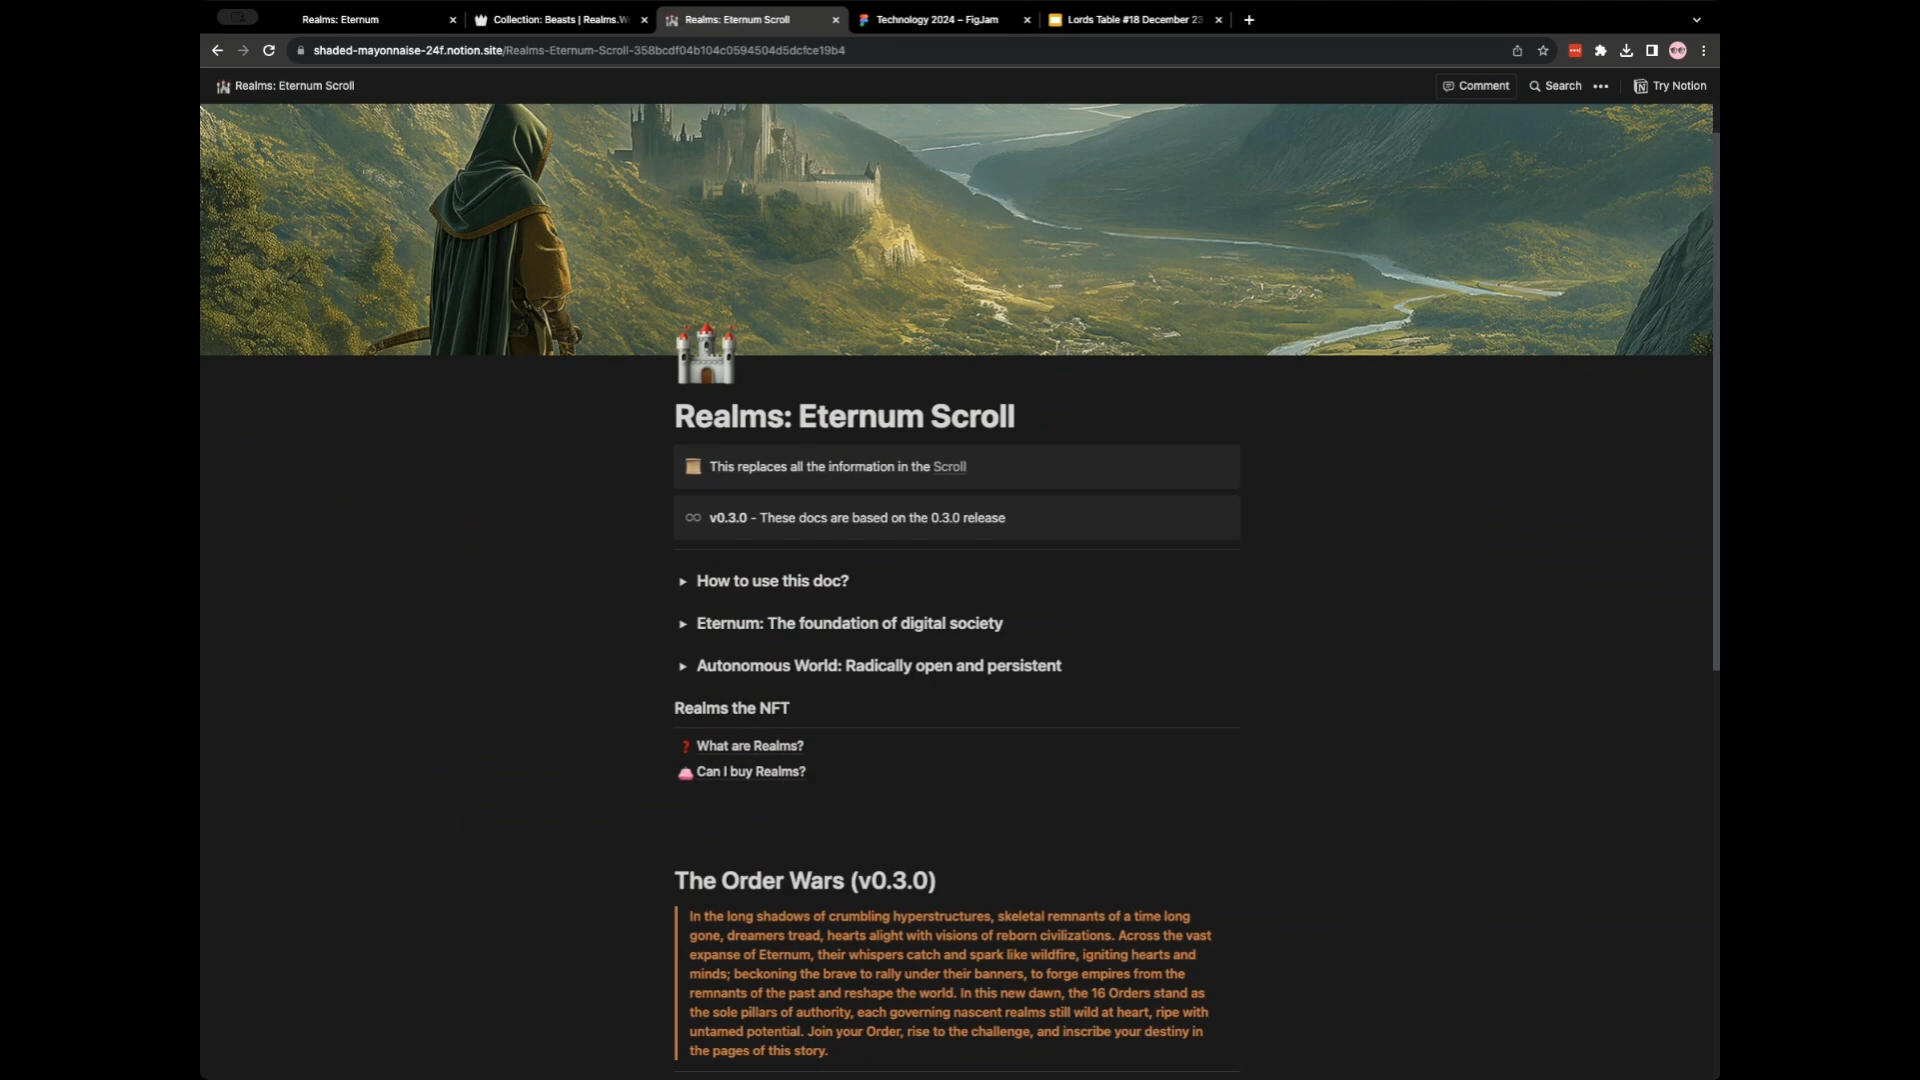 Realms: Eternum
Collection: Beasts | Realms.W
Realms: Eternum Scroll
Technology 2024 – FigJam
Lords Table #18 December 23
shaded-mayonnaise-24f.notion.site/Realms-Eternum-Scroll-358bcdf04b104c0594504d5dcfce19b4
Realms: Eternum Scroll
Comment
Search
Try Notion
Realms: Eternum Scroll
This replaces all the information in the Scroll
v0.3.0 - These docs are based on the 0.3.0 release
How to use this doc?
Eternum: The foundation of digital society
Autonomous World: Radically open and persistent
Realms the NFT
What are Realms?
Can I buy Realms?
The Order Wars (v0.3.0)
In the long shadows of crumbling hyperstructures, skeletal remnants of a time long
gone, dreamers tread, hearts alight with visions of reborn civilizations. Across the vast
expanse of Eternum, their whispers catch and spark like wildfire, igniting hearts and
minds; beckoning the brave to rally under their banners, to forge empires from the
remnants of the past and reshape the world. In this new dawn, the 16 Orders stand as
the sole pillars of authority, each governing nascent realms still wild at heart, ripe with
untamed potential. Join your Order, rise to the challenge, and inscribe your destiny in
the pages of this story.